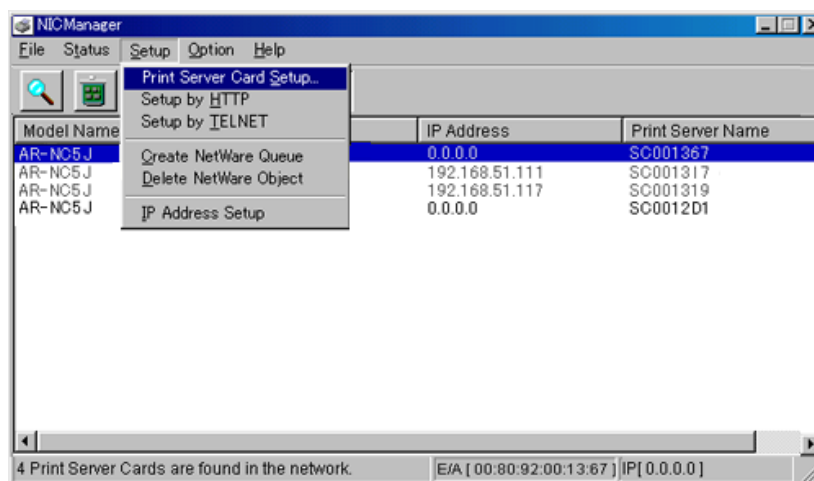 NICManager
File Status Setup Option Help
Print Server Card Setup...
Setup by HTTP
Setup by TELNET
Create NetWare Queue
Delete NetWare Object
IP Address Setup
Model Name IP Address Print Server Name
AR-NC5J 0.0.0.0 SC001367
AR-NC5J 192.168.51.111 SC001317
AR-NC5J 192.168.51.117 SC001319
AR-NC5J 0.0.0.0 SC0012D1
4 Print Server Cards are found in the network. E/A [ 00:80:92:00:13:67 ] IP[ 0.0.0.0 ]